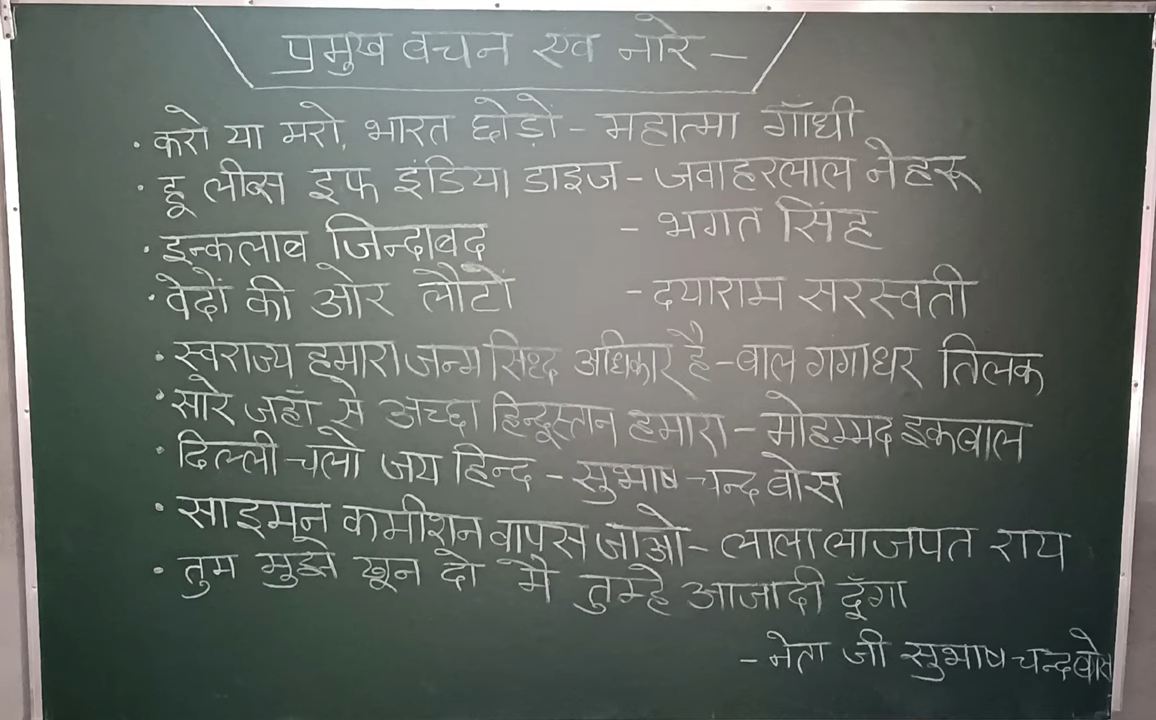 प्रमुख वचन एव नारे -
• करो या मरो, भारत छोड़ो - महात्मा गाँधी
• हू लीव्स इफ इंडिया डाइज - जवाहरलाल नेहरू
• इन्कलाब जिन्दाबद - भगत सिंह
• वेदों की ओर लौटों - दयाराम सरस्वती
• स्वराज्य हमारा जन्म सिध्द अधिकार है - बाल गगाधर तिलक
• सारे जहाँ से अच्छा हिन्दूस्तान हमारा - मोहम्मद इकबाल
• दिल्ली चलो जय हिन्द - सुभाष चन्द बोस
• साइमन कमीशन वापस जाओ - लाला लाजपत राय
• तुम मुझे खून दो मै तुम्हे आजादी दूँगा
- नेता जी सुभाष चन्द बोस